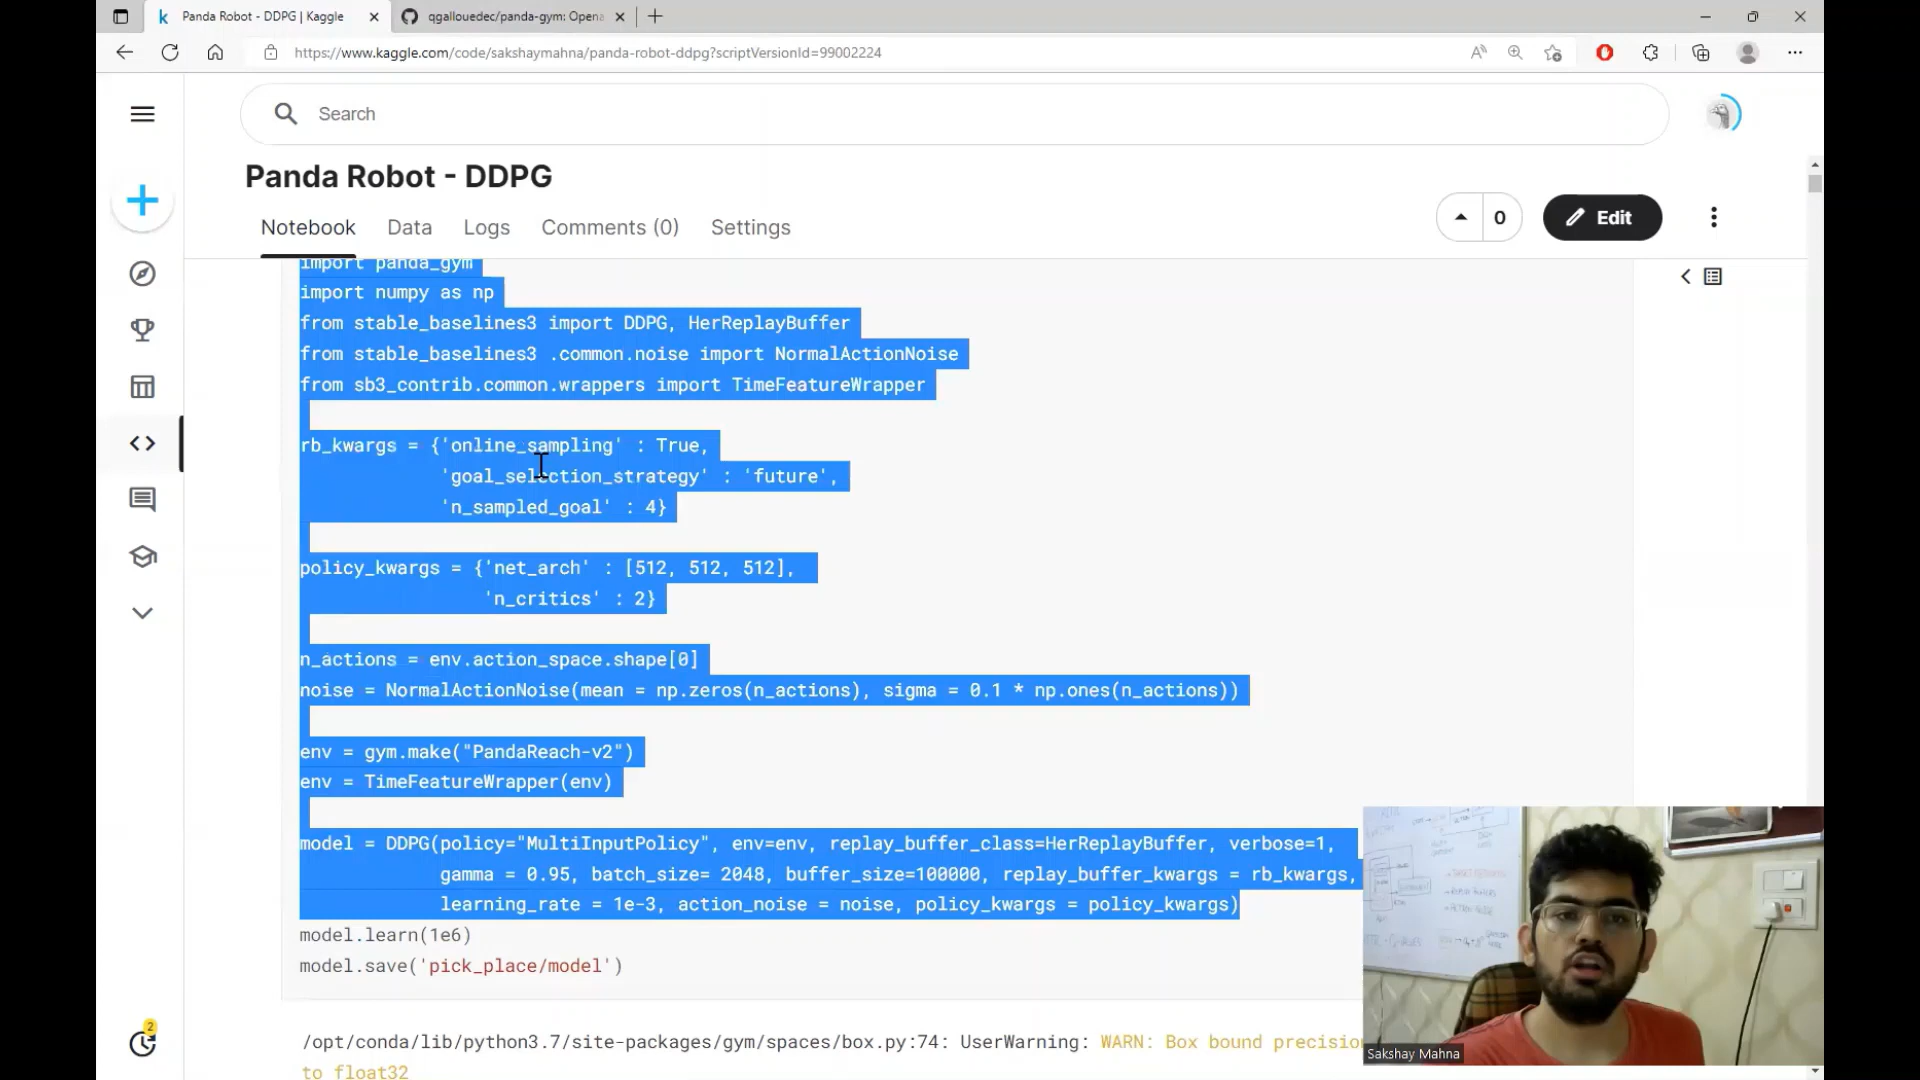 Panda Robot - DDPG | Kaggle
qgallouedec/panda-gym: Opena
https://www.kaggle.com/code/sakshaymahna/panda-robot-ddpg?scriptVersionId=99002224
Search
Panda Robot - DDPG
0
Edit
Notebook Data Logs Comments (0) Settings
import panda_gym
import numpy as np
from stable_baselines3 import DDPG, HerReplayBuffer
from stable_baselines3 .common.noise import NormalActionNoise
from sb3_contrib.common.wrappers import TimeFeatureWrapper
rb_kwargs = {'online_sampling' : True,
'goal_selection_strategy' : 'future',
'n_sampled_goal' : 4}
policy_kwargs = {'net_arch' : [512, 512, 512],
'n_critics' : 2}
n_actions = env.action_space.shape[0]
noise = NormalActionNoise(mean = np.zeros(n_actions), sigma = 0.1 * np.ones(n_actions))
env = gym.make("PandaReach-v2")
env = TimeFeatureWrapper(env)
model = DDPG(policy="MultiInputPolicy", env=env, replay_buffer_class=HerReplayBuffer, verbose=1,
gamma = 0.95, batch_size= 2048, buffer_size=100000, replay_buffer_kwargs = rb_kwargs,
learning_rate = 1e-3, action_noise = noise, policy_kwargs = policy_kwargs)
model.learn(1e6)
model.save('pick_place/model')
/opt/conda/lib/python3.7/site-packages/gym/spaces/box.py:74: UserWarning: WARN: Box bound precision
to float32
2
Sakshay Mahna